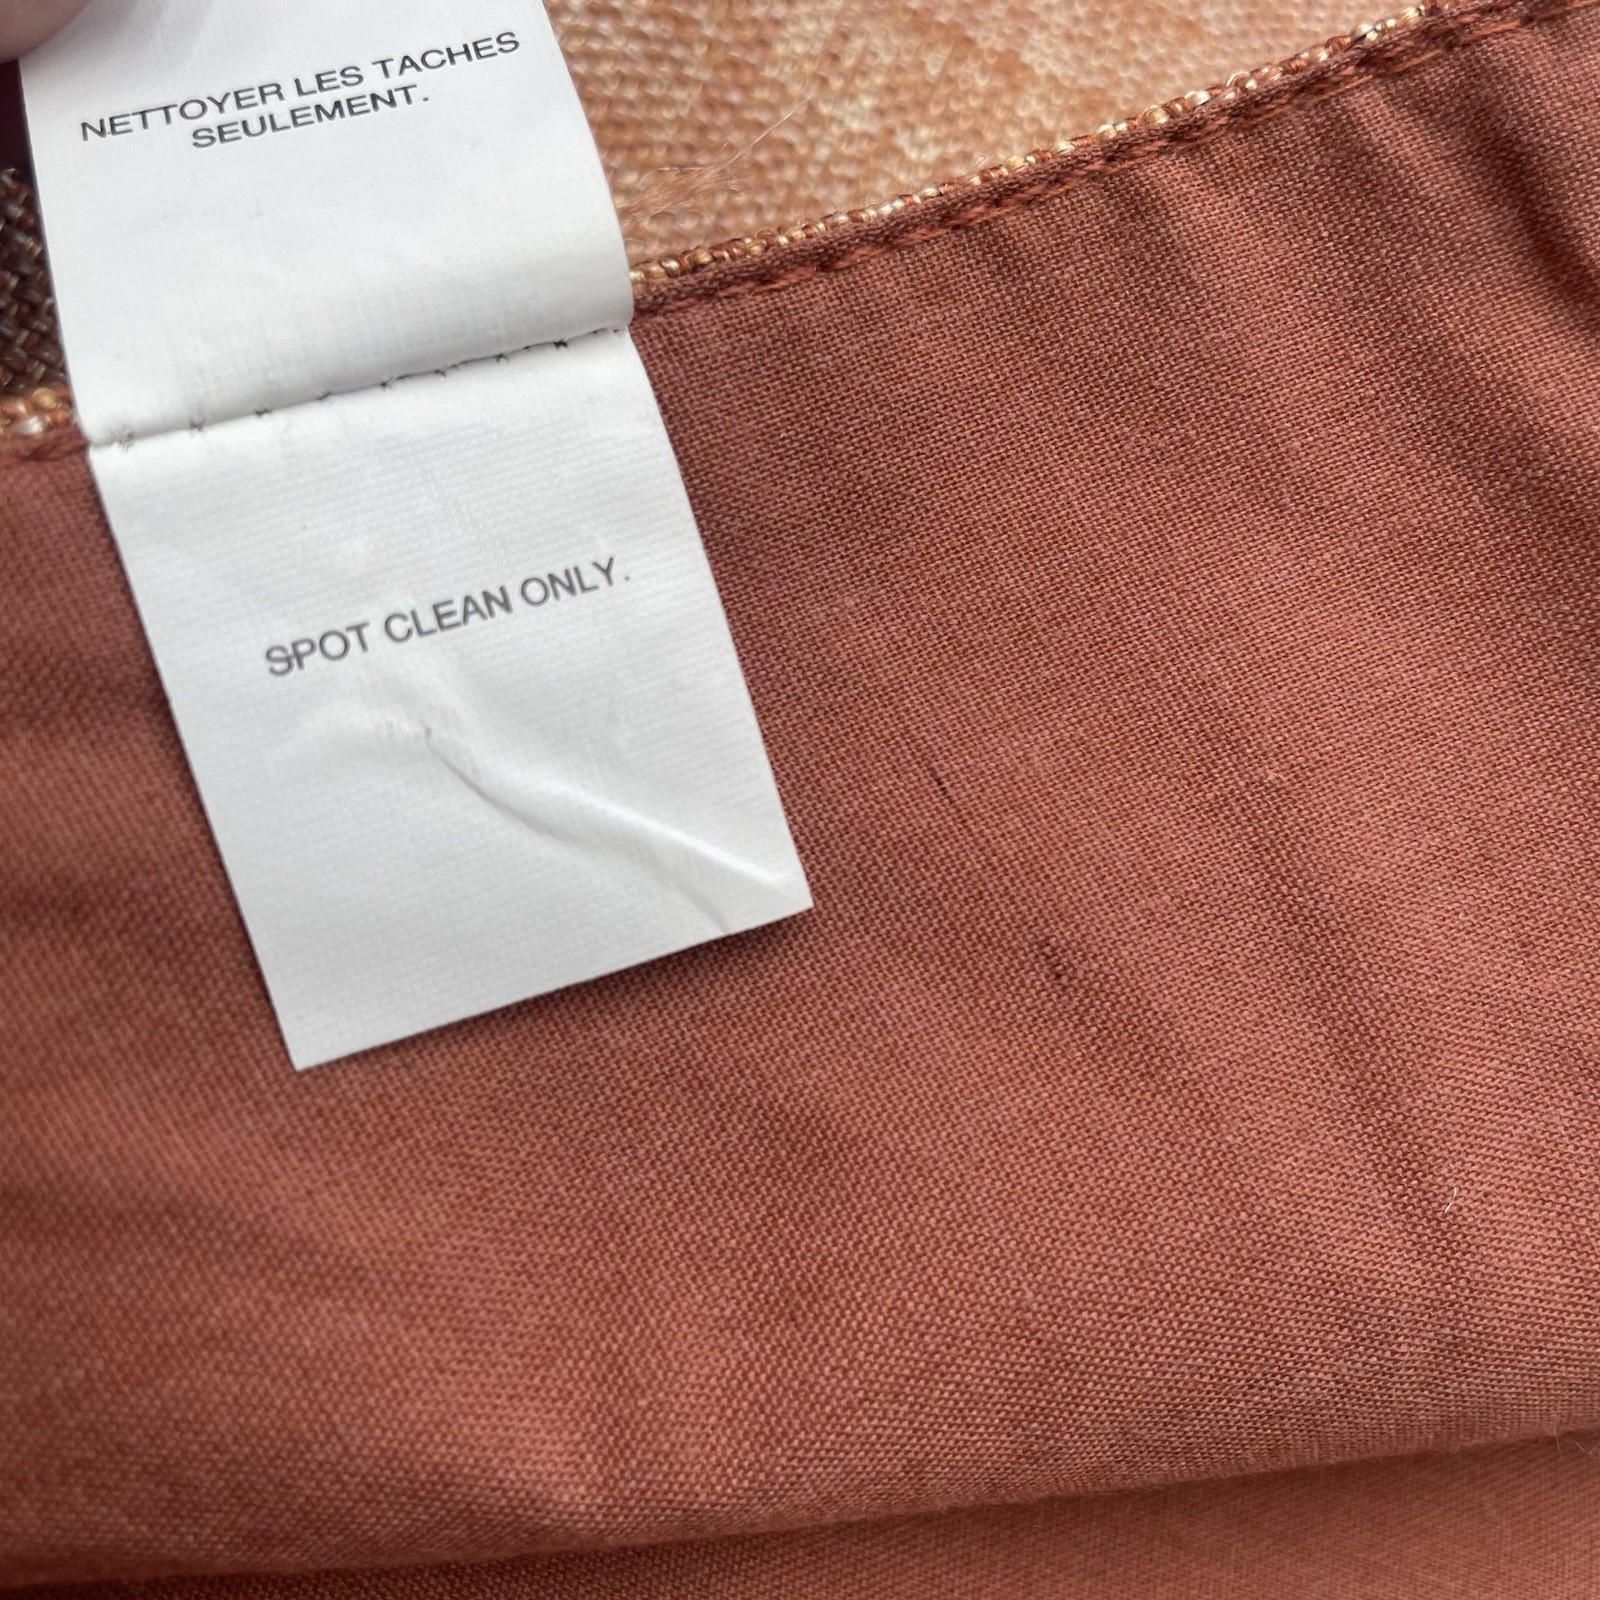 NETTOYER LES TACHES
SEULEMENT.
SPOT CLEAN ONLY.